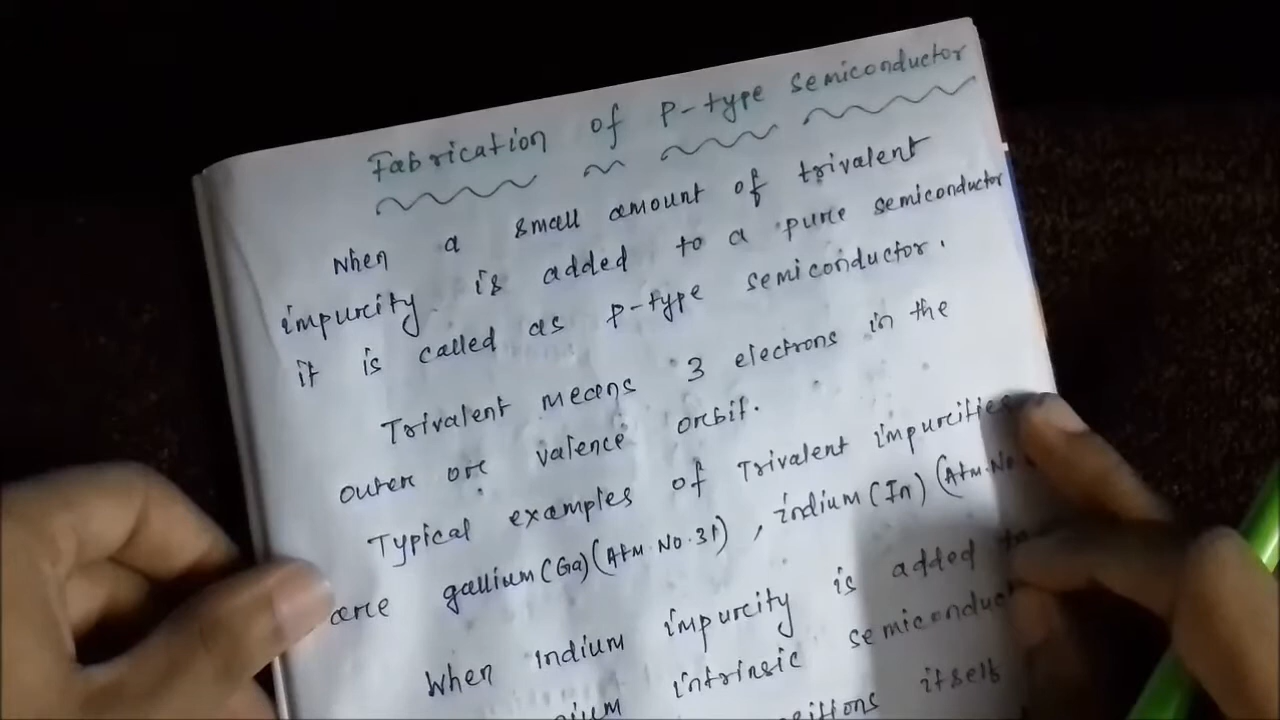 Fabrication of P-type semiconductor
When a small amount of trivalent
impurity is added to a pure semiconductor
it is called as p-type semiconductor.
Trivalent means 3 electrons in the
outer or valence orbit.
Typical examples of Trivalent impurities
are gallium (Ga) (Atm. No. 31), indium (In) (Atm. No
When indium impurity is added to
intrinsic
itself